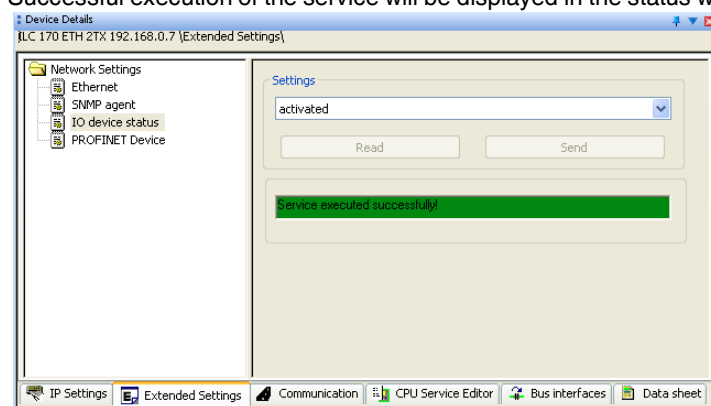 Successful execution of the service will be displayed in the status w
Device Details
ILC 170 ETH 2TX 192.168.0.7 \Extended Settings\
Network Settings
Ethernet
SNMP agent
IO device status
PROFINET Device
Settings
activated
Read
Send
Service executed successfully!
IP Settings
Extended Settings
Communication
CPU Service Editor
Bus interfaces
Data sheet